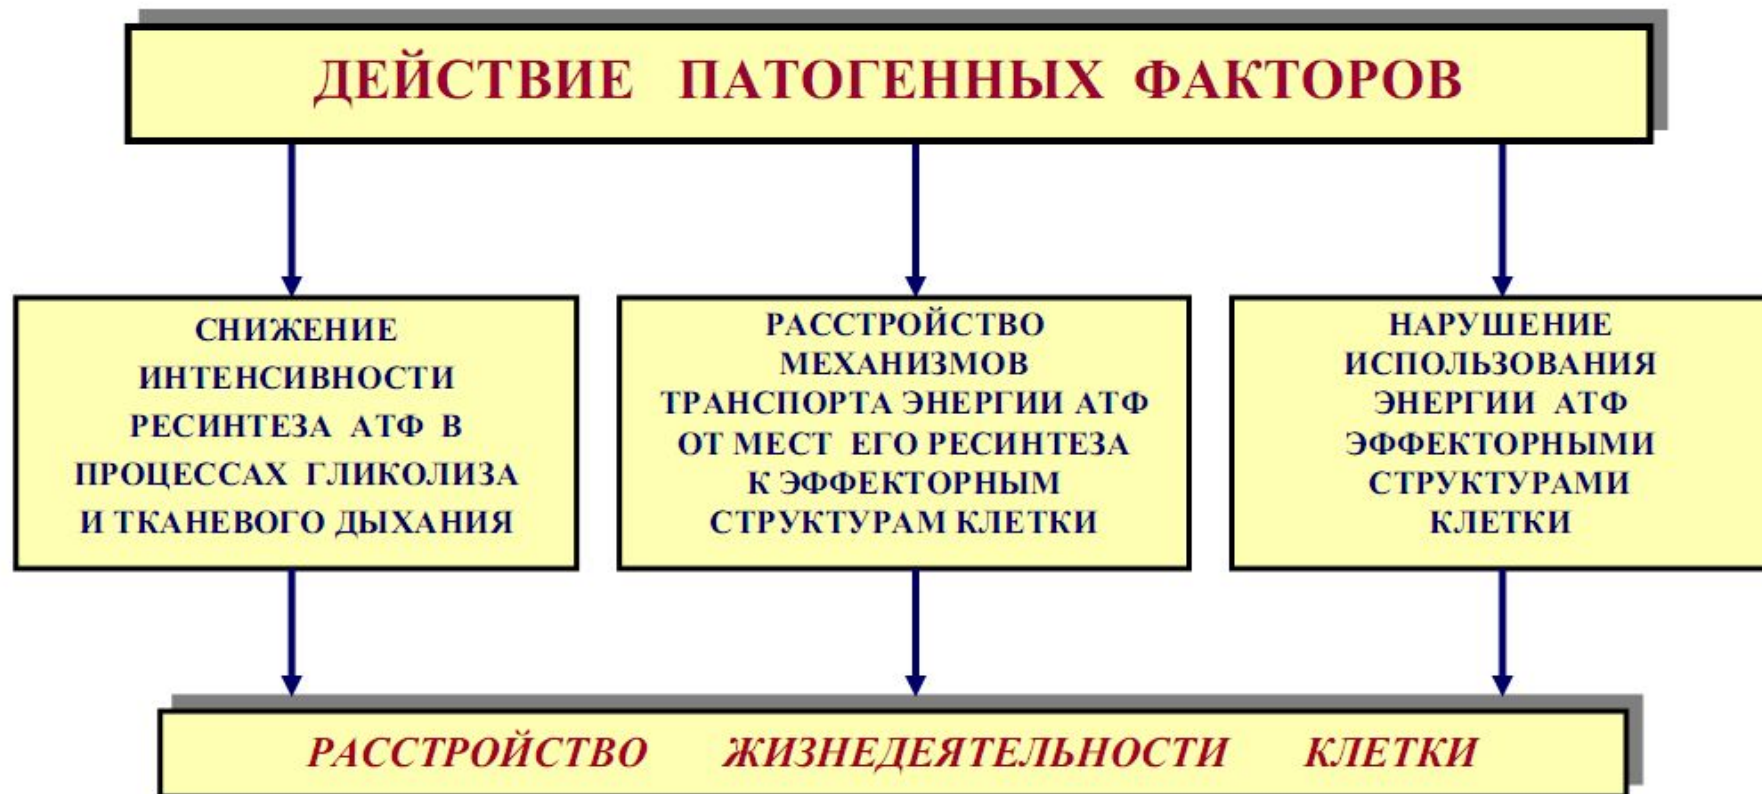 ДЕЙСТВИЕ ПАТОГЕННЫХ ФАКТОРОВ
СНИЖЕНИЕ
ИНТЕНСИВНОСТИ
РЕСИНТЕЗА АТФ В
ПРОЦЕССАХ ГЛИКОЛИЗА
И ТКАНЕВОГО ДЫХАНИЯ
РАССТРОЙСТВО
МЕХАНИЗМОВ
ТРАНСПОРТА ЭНЕРГИИ АТФ
ОТ МЕСТ ЕГО РЕСИНТЕЗА
К ЭФФЕКТОРНЫМ
СТРУКТУРАМ КЛЕТКИ
НАРУШЕНИЕ
ИСПОЛЬЗОВАНИЯ
ЭНЕРГИИ АТФ
ЭФФЕКТОРНЫМИ
СТРУКТУРАМИ
КЛЕТКИ
РАССТРОЙСТВО ЖИЗНЕДЕЯТЕЛЬНОСТИ КЛЕТКИ